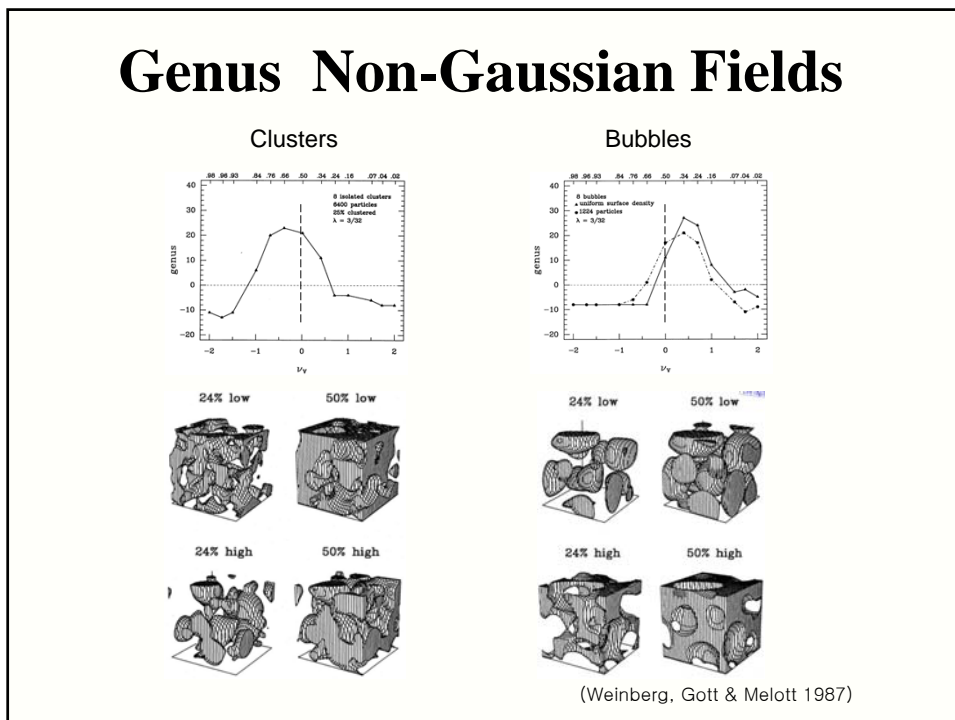 Genus Non-Gaussian Fields
Clusters
.98 .96 .93 .84 .76 .66 .50 .34 .24 .16 .07 .04 .02
40
30
20
10
0
−10
−20
genus
8 isolated clusters
6400 particles
25% clustered
λ = 3/32
−2 −1 0 1 2
νV
24% low 50% low
24% high 50% high
Bubbles
.98 .96 .93 .84 .76 .66 .50 .34 .24 .16 .07 .04 .02
40
30
20
10
0
−10
−20
genus
8 bubbles
▲ uniform surface density
● 1224 particles
λ = 3/32
−2 −1 0 1 2
νV
24% low 50% low
24% high 50% high
(Weinberg, Gott & Melott 1987)